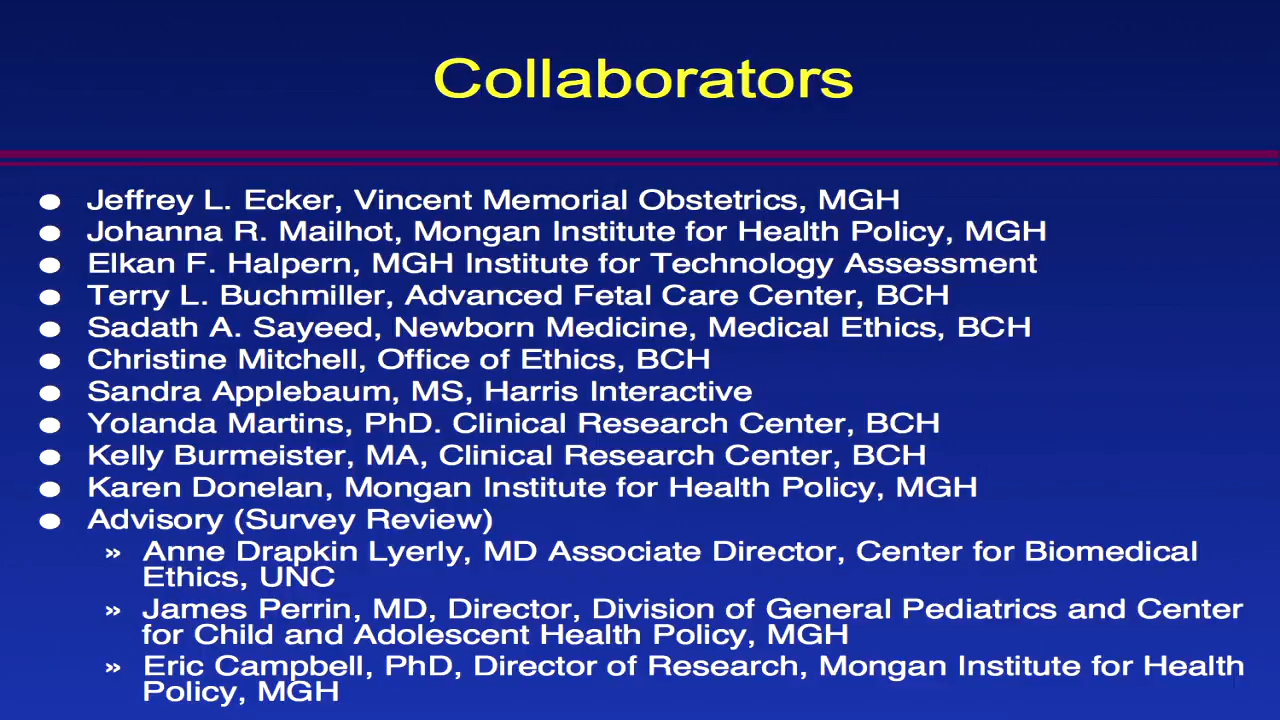 Collaborators
● Jeffrey L. Ecker, Vincent Memorial Obstetrics, MGH
● Johanna R. Mailhot, Mongan Institute for Health Policy, MGH
● Elkan F. Halpern, MGH Institute for Technology Assessment
● Terry L. Buchmiller, Advanced Fetal Care Center, BCH
● Sadath A. Sayeed, Newborn Medicine, Medical Ethics, BCH
● Christine Mitchell, Office of Ethics, BCH
● Sandra Applebaum, MS, Harris Interactive
● Yolanda Martins, PhD. Clinical Research Center, BCH
● Kelly Burmeister, MA, Clinical Research Center, BCH
● Karen Donelan, Mongan Institute for Health Policy, MGH
● Advisory (Survey Review)
» Anne Drapkin Lyerly, MD Associate Director, Center for Biomedical
Ethics, UNC
» James Perrin, MD, Director, Division of General Pediatrics and Center
for Child and Adolescent Health Policy, MGH
» Eric Campbell, PhD, Director of Research, Mongan Institute for Health
Policy, MGH